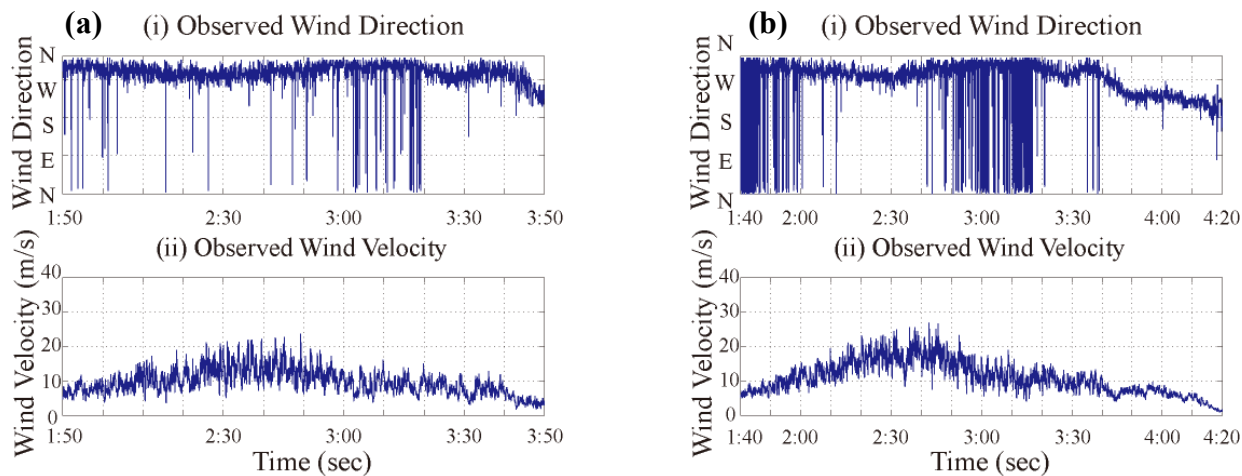 (a) (i) Observed Wind Direction
Wind Direction
N
W
S
E
N
1:50 2:30 3:00 3:30 3:50
(ii) Observed Wind Velocity
Wind Velocity (m/s)
40
30
20
10
0
1:50 2:30 3:00 3:30 3:50
Time (sec)
(b) (i) Observed Wind Direction
Wind Direction
N
W
S
E
N
1:40 2:00 2:30 3:00 3:30 4:00 4:20
(ii) Observed Wind Velocity
Wind Velocity (m/s)
40
30
20
10
0
1:40 2:00 2:30 3:00 3:30 4:00 4:20
Time (sec)